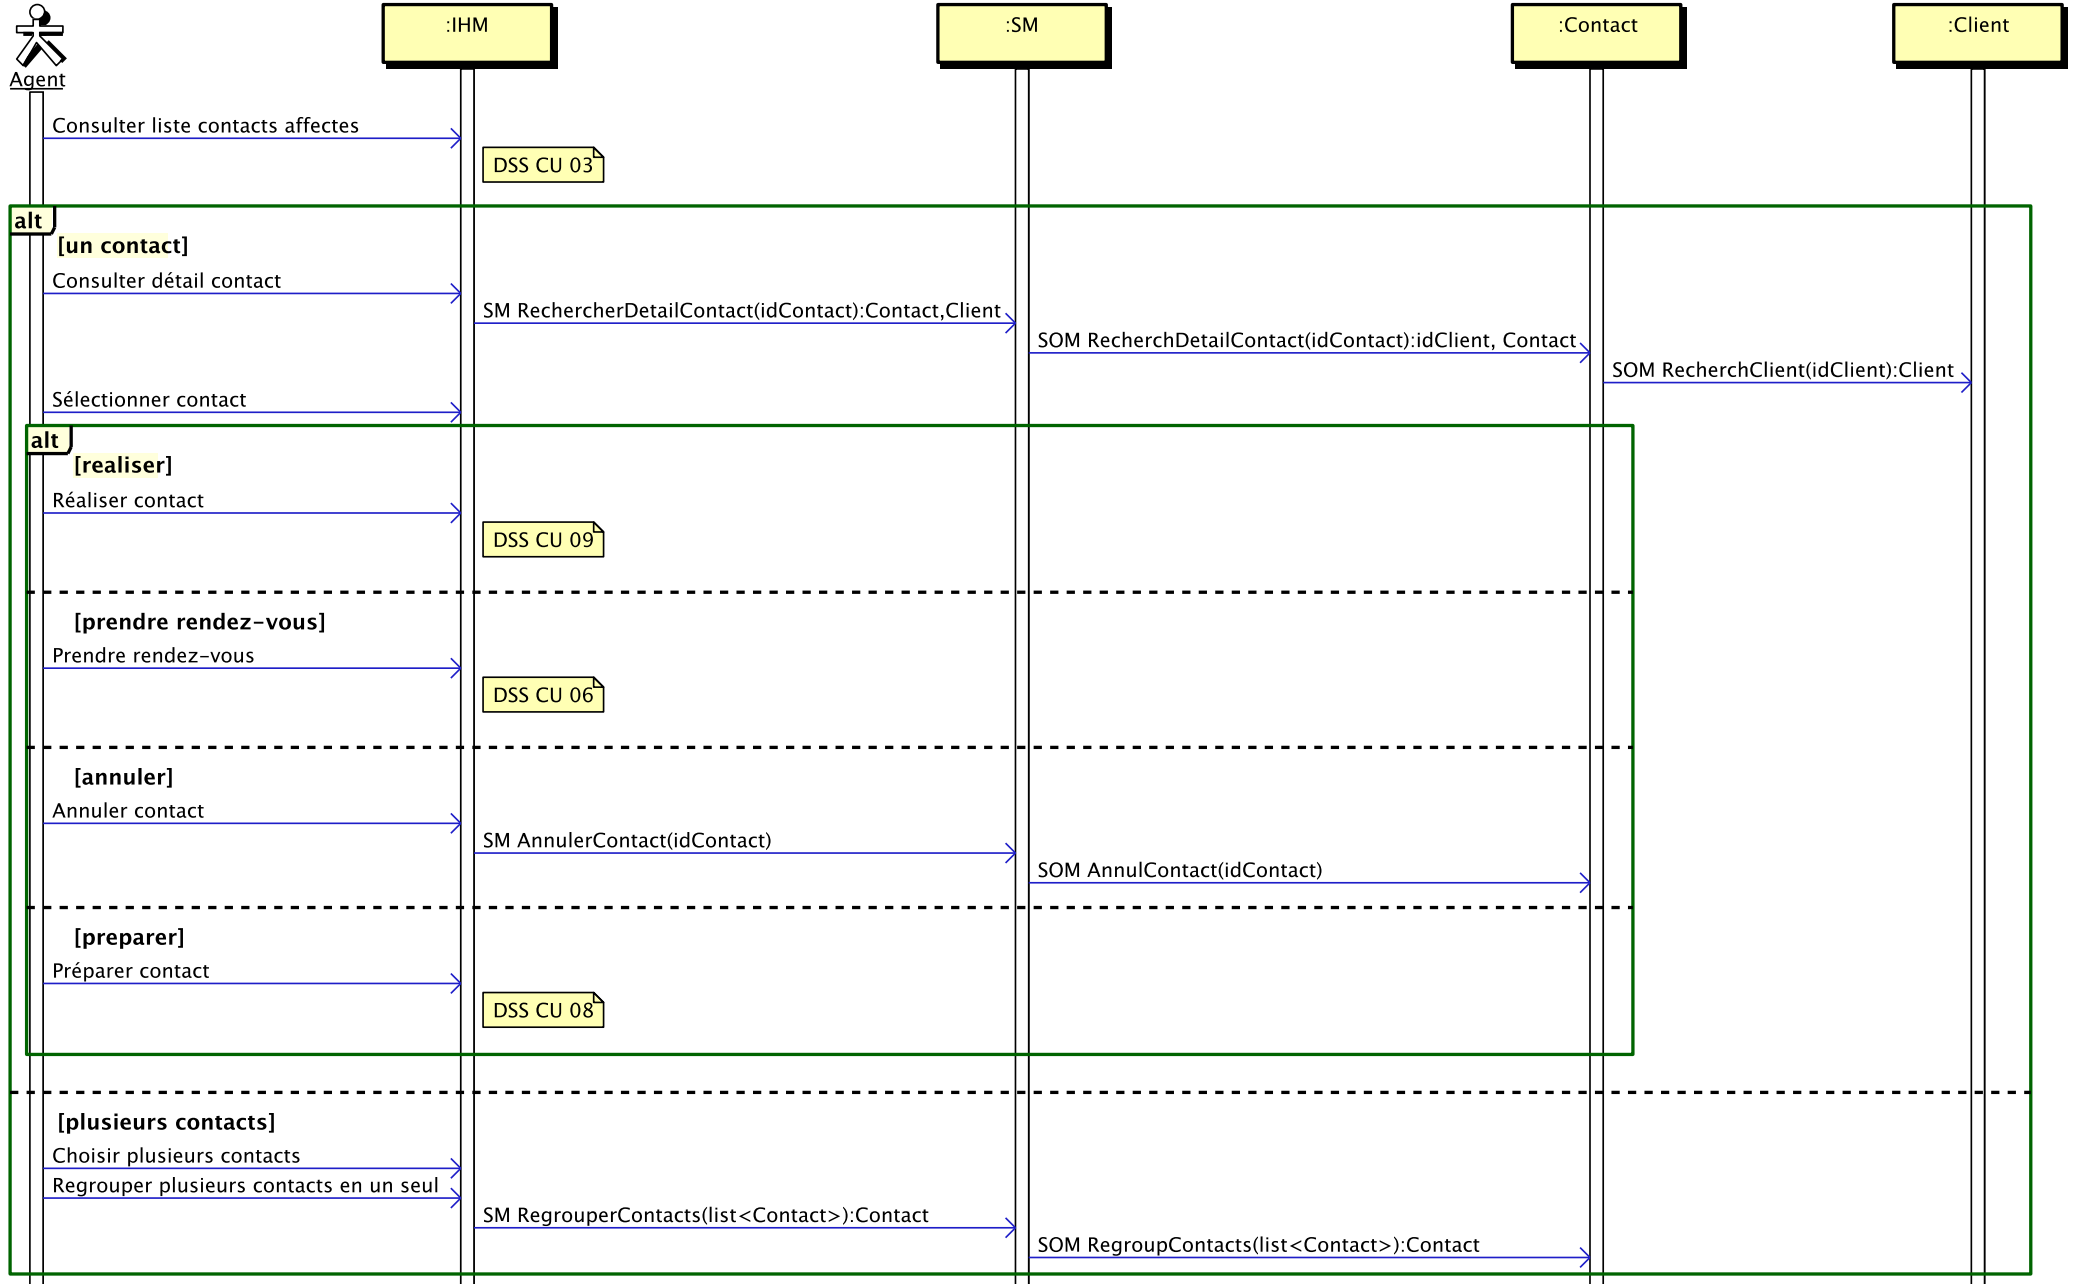 Agent
:IHM
:SM
:Contact
:Client
Consulter liste contacts affectes
DSS CU 03
alt
[un contact]
Consulter détail contact
SM RechercherDetailContact(idContact):Contact,Client
SOM RecherchDetailContact(idContact):idClient, Contact
SOM RecherchClient(idClient):Client
Sélectionner contact
alt
[realiser]
Réaliser contact
DSS CU 09
[prendre rendez-vous]
Prendre rendez-vous
DSS CU 06
[annuler]
Annuler contact
SM AnnulerContact(idContact)
SOM AnnulContact(idContact)
[preparer]
Préparer contact
DSS CU 08
[plusieurs contacts]
Choisir plusieurs contacts
Regrouper plusieurs contacts en un seul
SM RegrouperContacts(list<Contact>):Contact
SOM RegroupContacts(list<Contact>):Contact